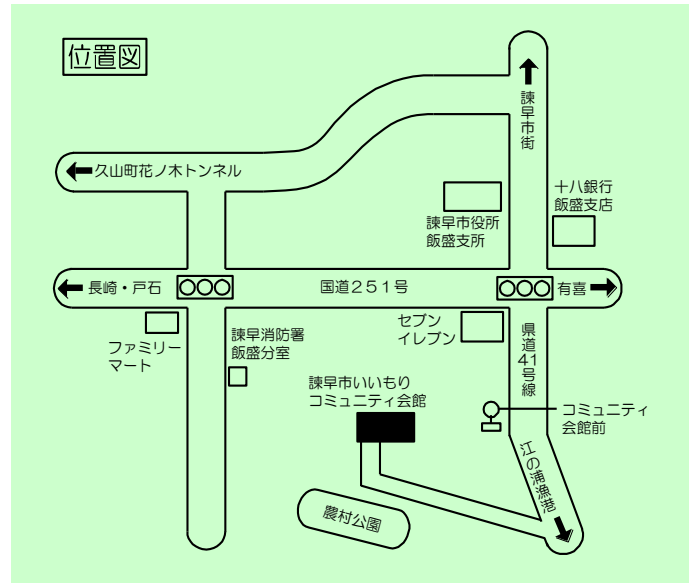 位置図
諫早市街
久山町花ノ木トンネル
十八銀行
飯盛支店
諫早市役所
飯盛支所
長崎・戸石
国道251号
有喜
ファミリー
マート
諫早消防署
飯盛分室
セブン
イレブン
県道41号線
諫早市いいもり
コミュニティ会館
コミュニティ
会館前
江の浦漁港
農村公園